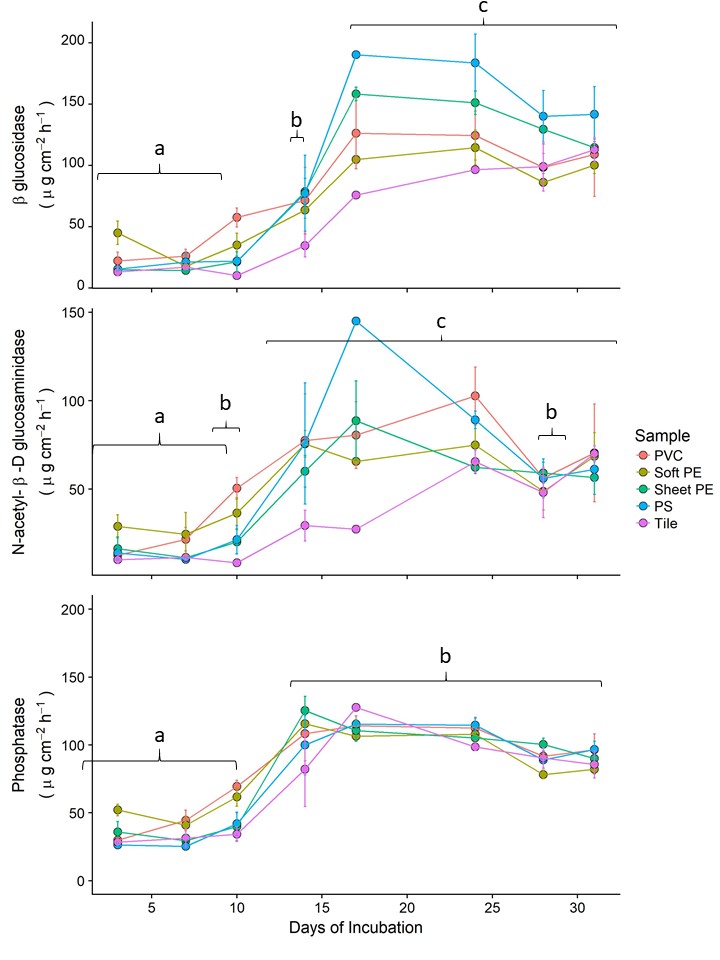 c
200
150
100
50
0
b
a
β glucosidase
( μ g cm−2 h−1 )
c
150
100
50
b
a
b
N-acetyl- β -D glucosaminidase
( μ g cm−2 h−1 )
Sample
PVC
Soft PE
Sheet PE
PS
Tile
200
150
100
50
0
b
a
Phosphatase
( μ g cm−2 h−1 )
5 10 15 20 25 30
Days of Incubation